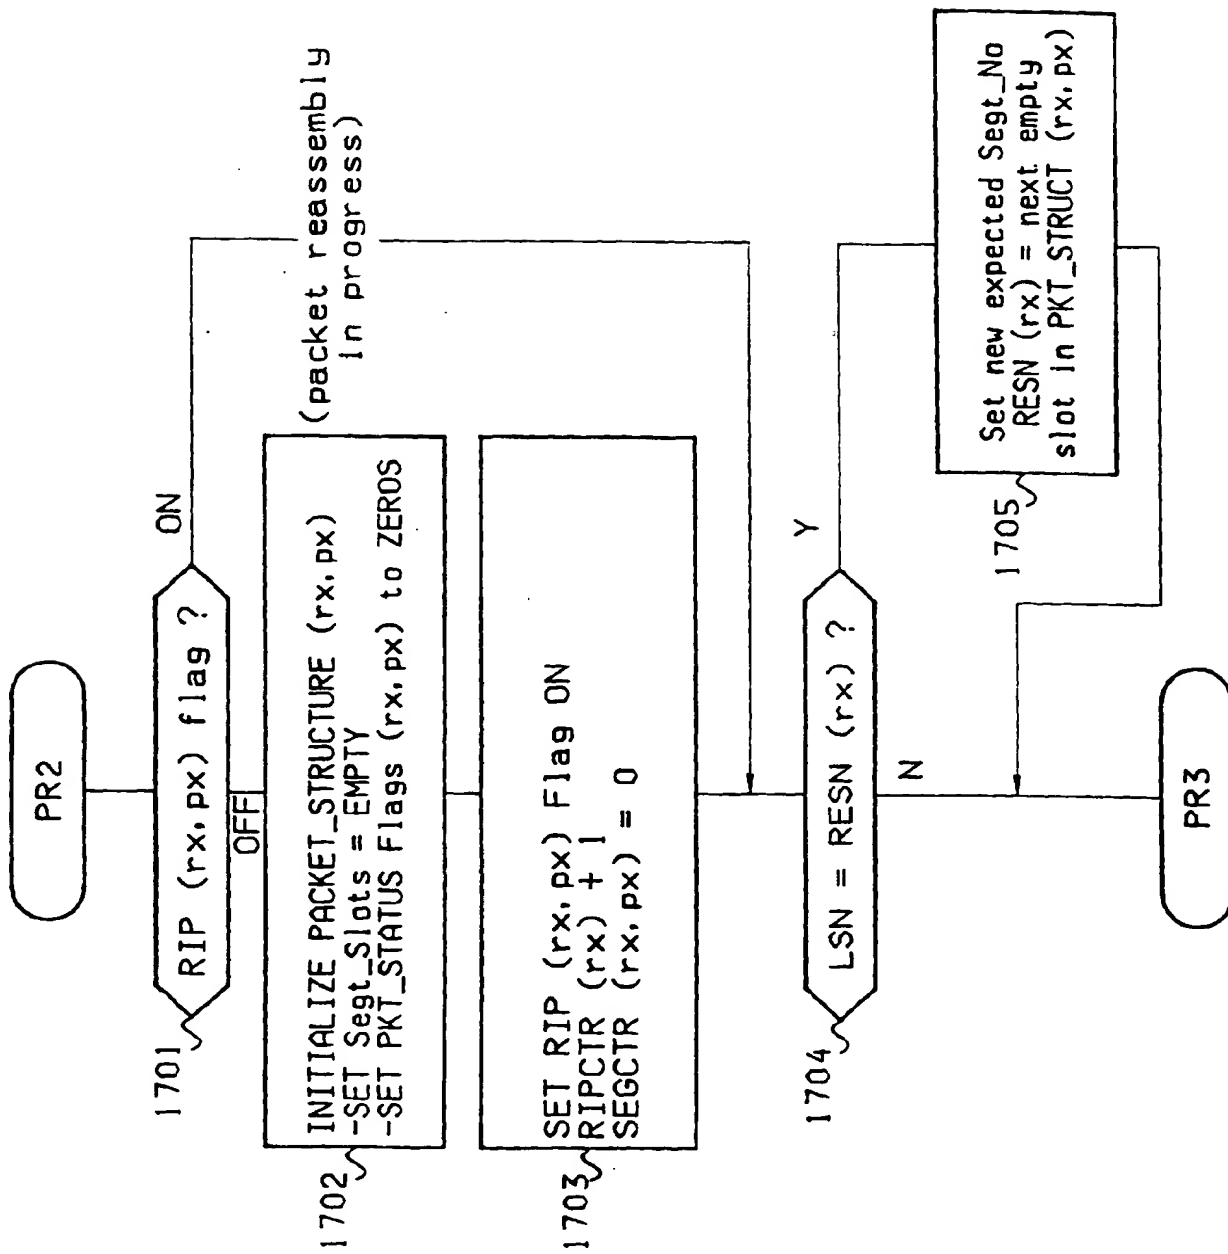 PR2
1701
RIP (rx,px) flag ?
ON
OFF
(packet reassembly
in progress)
1702
INITIALIZE PACKET_STRUCTURE (rx,px)
-SET Segt_Slots = EMPTY
-SET PKT_STATUS Flags (rx,px) to ZEROS
1703
SET RIP (rx,px) Flag ON
RIPCTR (rx) + 1
SEGCTR (rx,px) = 0
1704
LSN = RESN (rx) ?
Y
N
1705
Set new expected Segt_No
RESN (rx) = next empty
slot in PKT_STRUCT (rx,px)
PR3